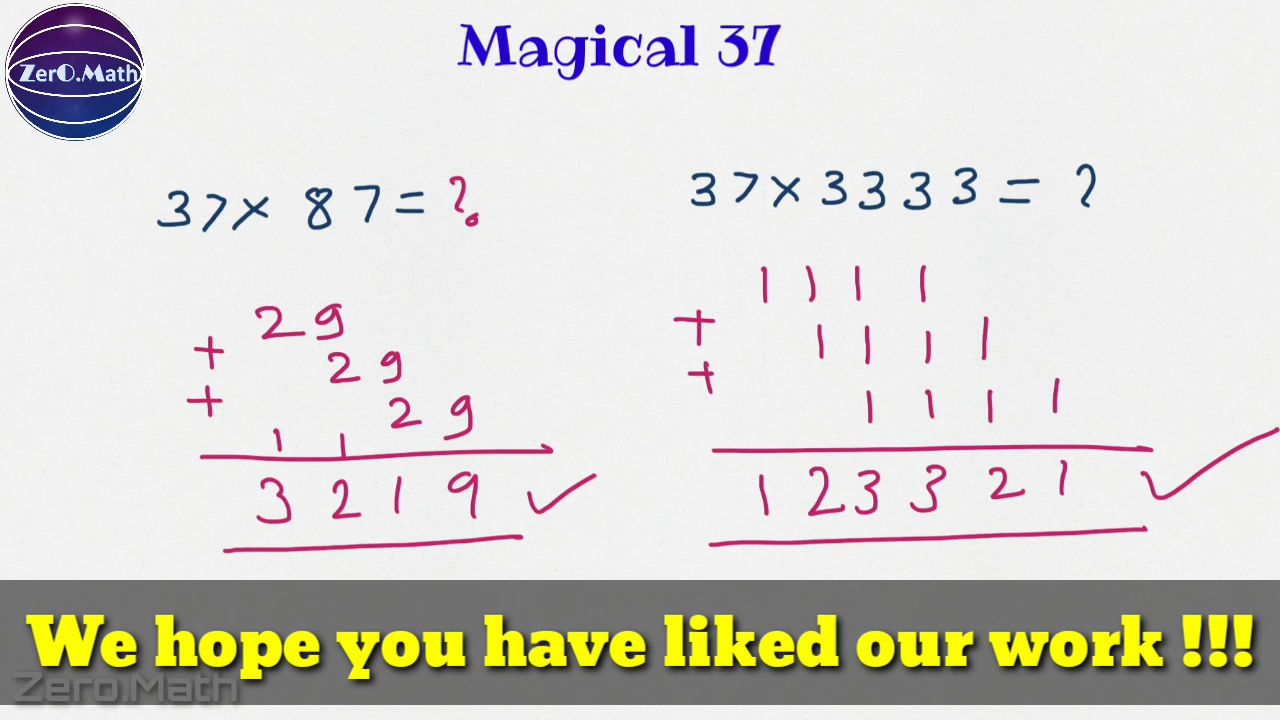 Magical 37
ZerO.Math
37× 87= ?
29
+ 29
+ 29
1 1
3219
37×3333 = ?
1111
+ 1111
+ 1111
123321
We hope you have liked our work !!!
Zero.Math